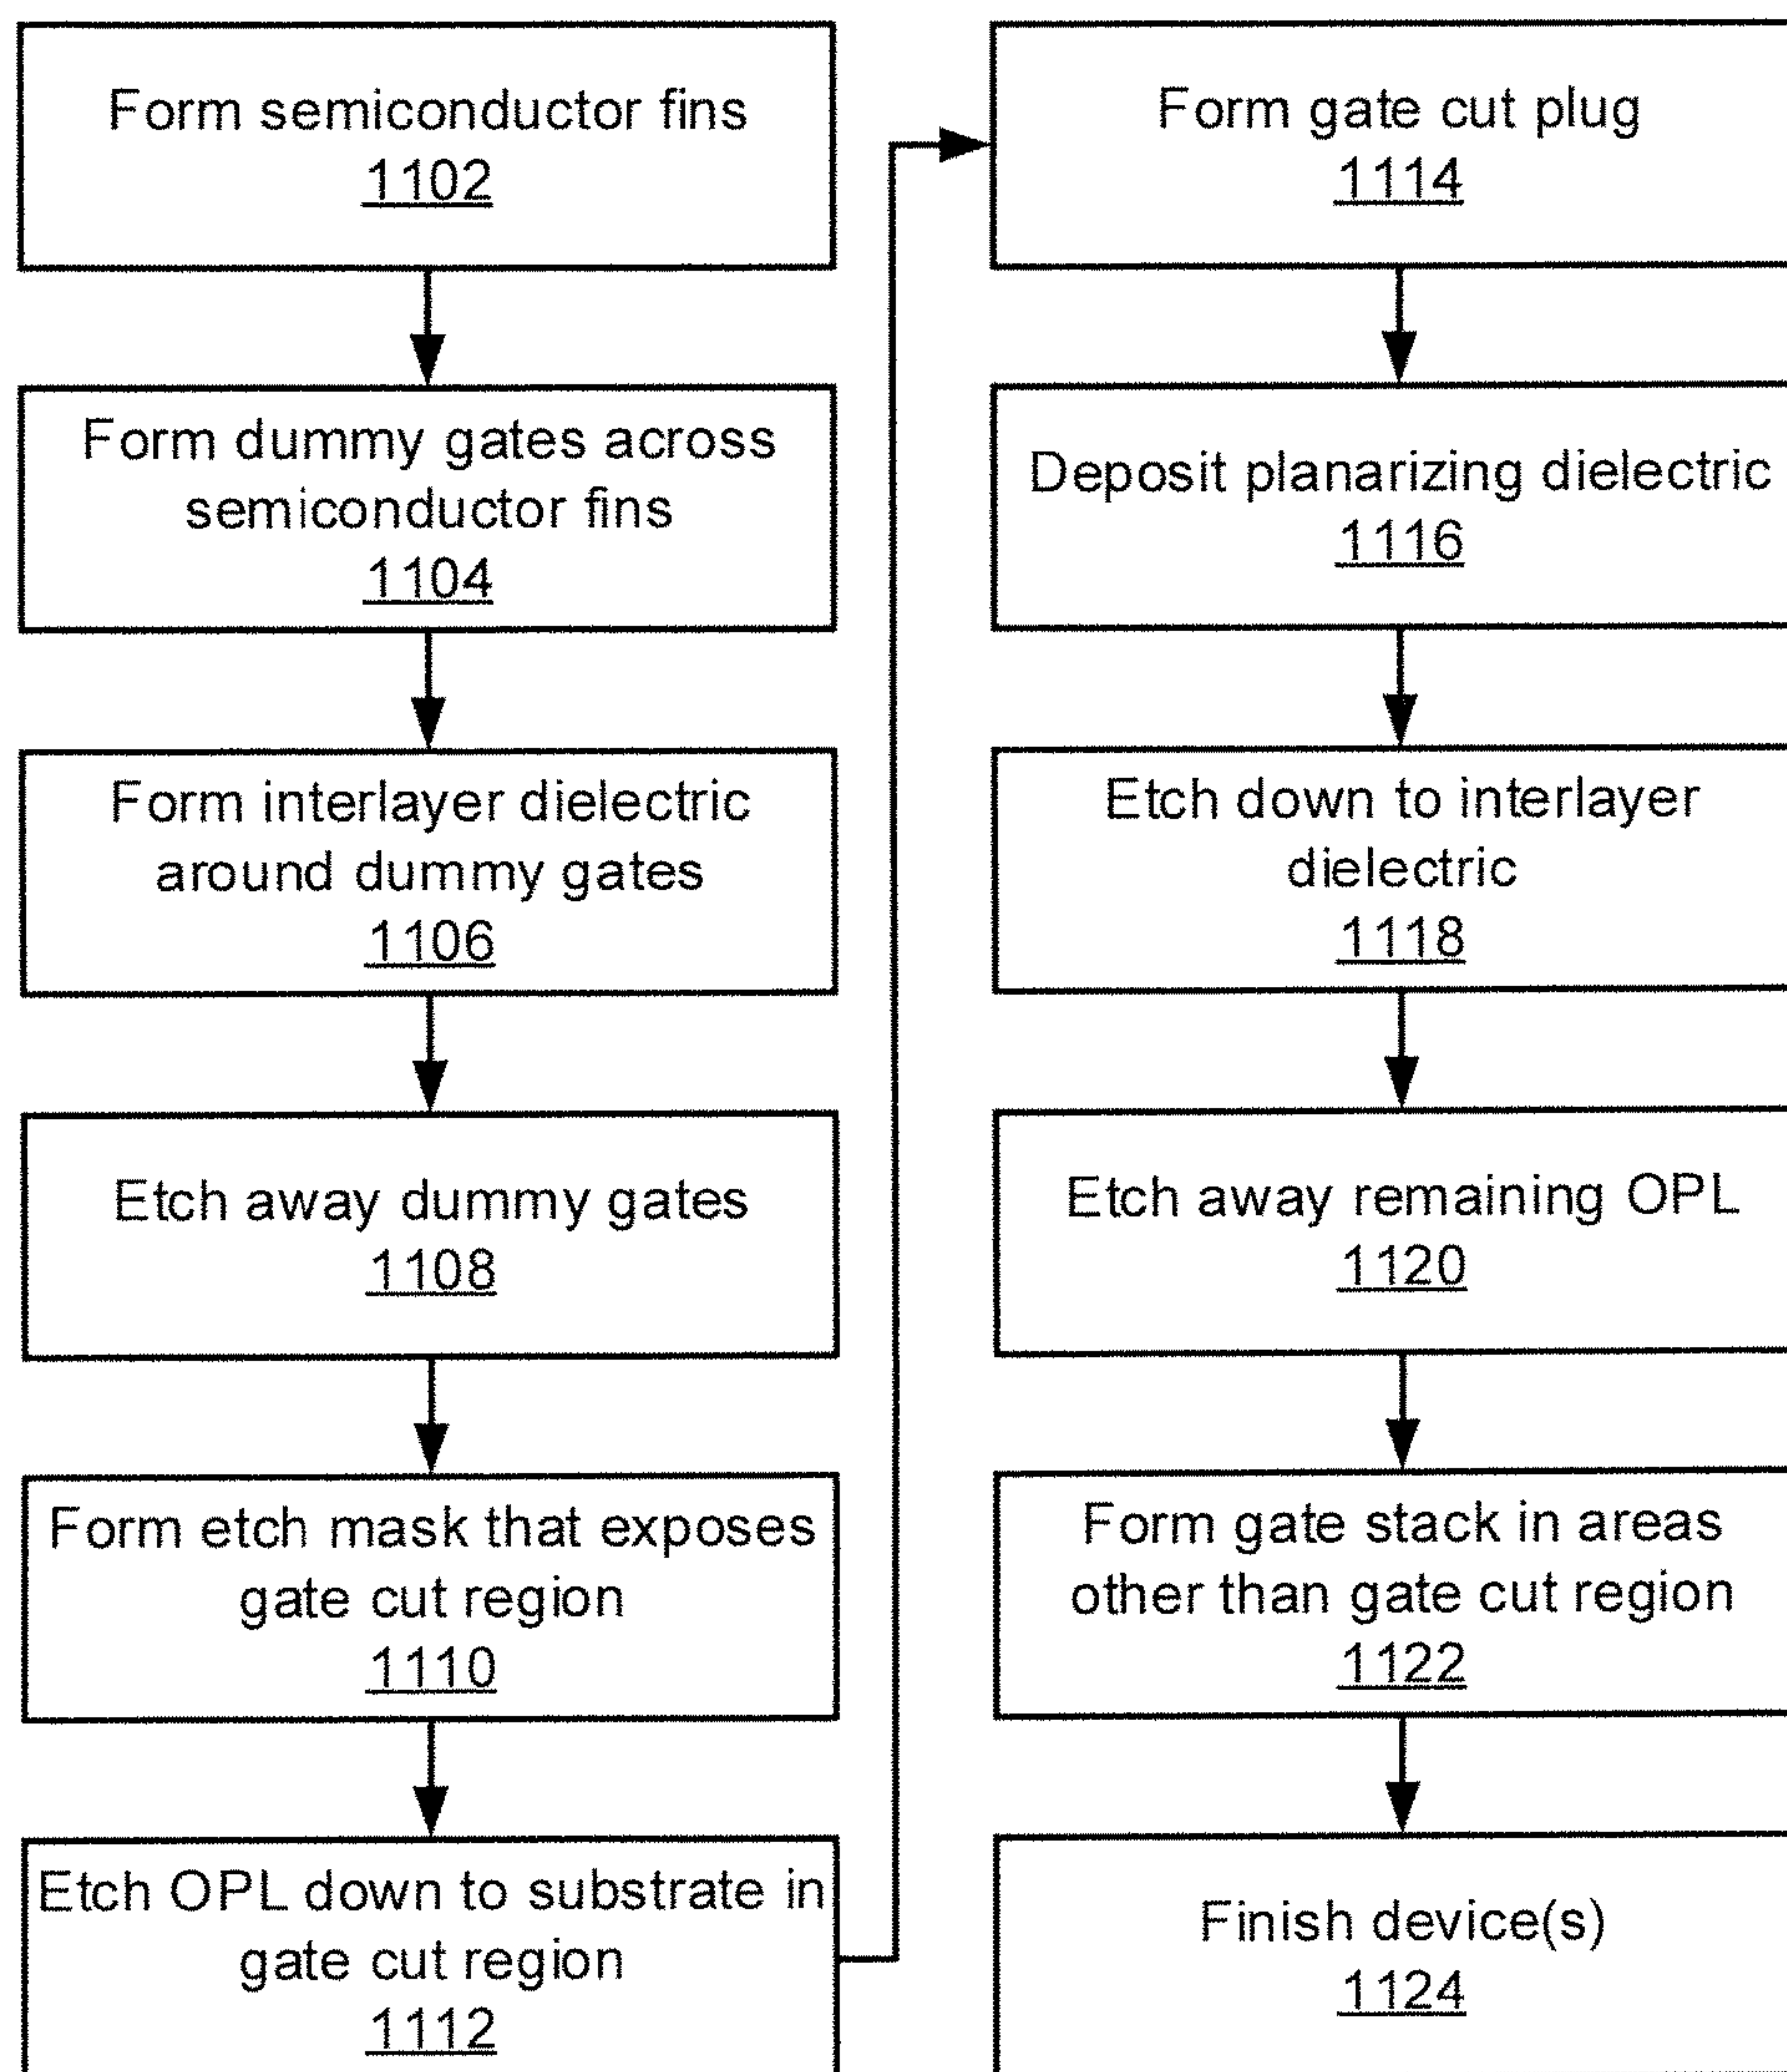 Form semiconductor fins
1102
Form dummy gates across
semiconductor fins
1104
Form interlayer dielectric
around dummy gates
1106
Etch away dummy gates
1108
Form etch mask that exposes
gate cut region
1110
Etch OPL down to substrate in
gate cut region
1112
Form gate cut plug
1114
Deposit planarizing dielectric
1116
Etch down to interlayer
dielectric
1118
Etch away remaining OPL
1120
Form gate stack in areas
other than gate cut region
1122
Finish device(s)
1124